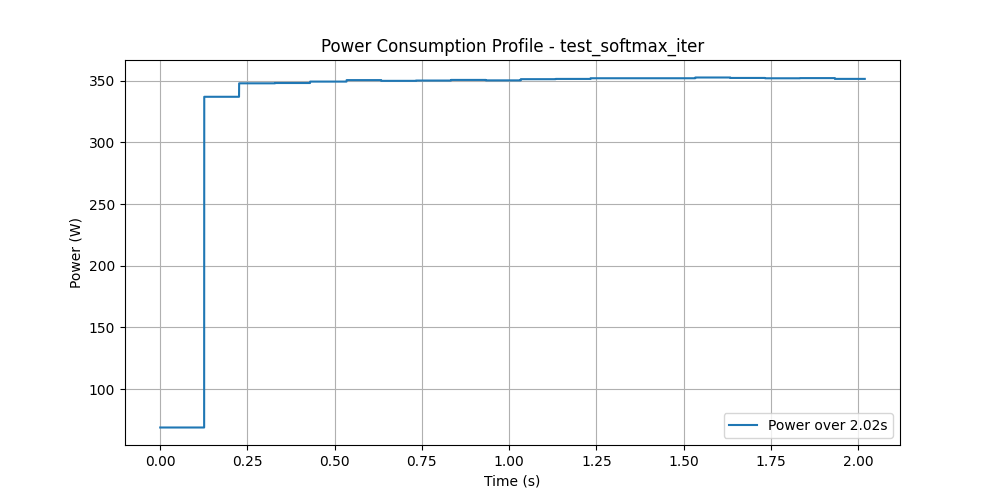 Power Consumption Profile - test_softmax_iter
Power (W)
350
300
250
200
150
100
0.00 0.25 0.50 0.75 1.00 1.25 1.50 1.75 2.00
Time (s)
Power over 2.02s